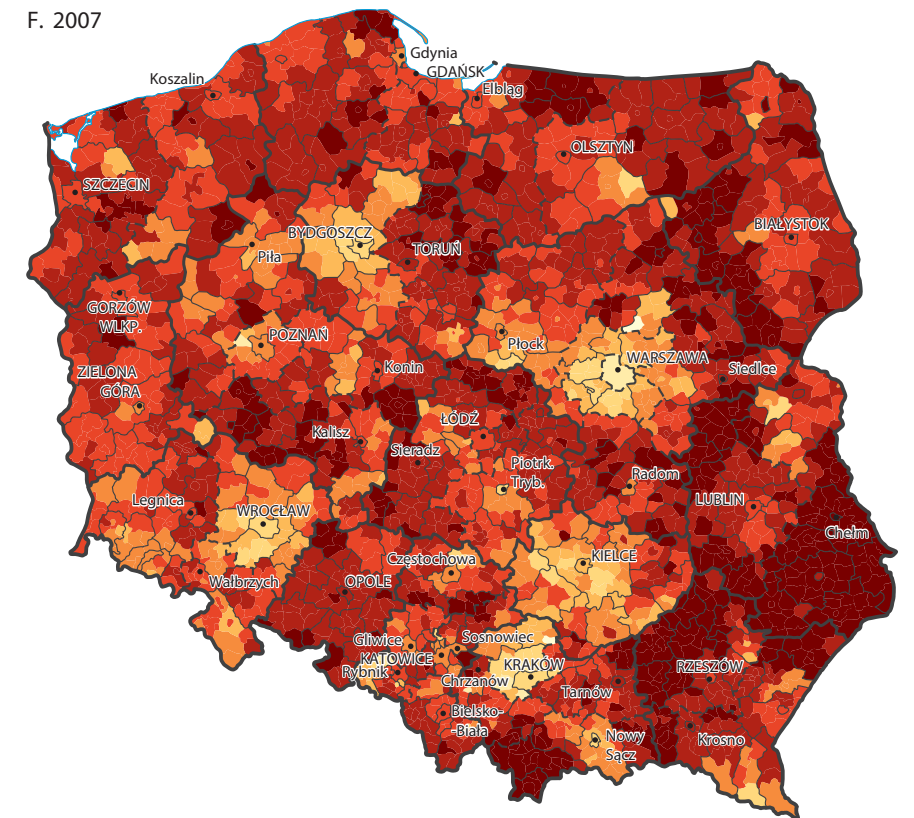 F. 2007
Gdynia
GDAŃSK
Koszalin
Elbląg
OLSZTYN
SZCZECIN
BIAŁYSTOK
BYDGOSZCZ
TORUŃ
Piła
GORZÓW
WLKP.
POZNAŃ
Płock
WARSZAWA
Konin
Siedlce
ZIELONA
GÓRA
ŁÓDŹ
Kalisz
Sieradz
Piotrk.
Tryb.
Radom
Legnica
WROCŁAW
LUBLIN
Chełm
Częstochowa
KIELCE
Wałbrzych
OPOLE
Gliwice
Sosnowiec
KATOWICE
KRAKÓW
RZESZÓW
Rybnik
Chrzanów
Tarnów
Bielsko-
-Biała
Nowy
Sącz
Krosno